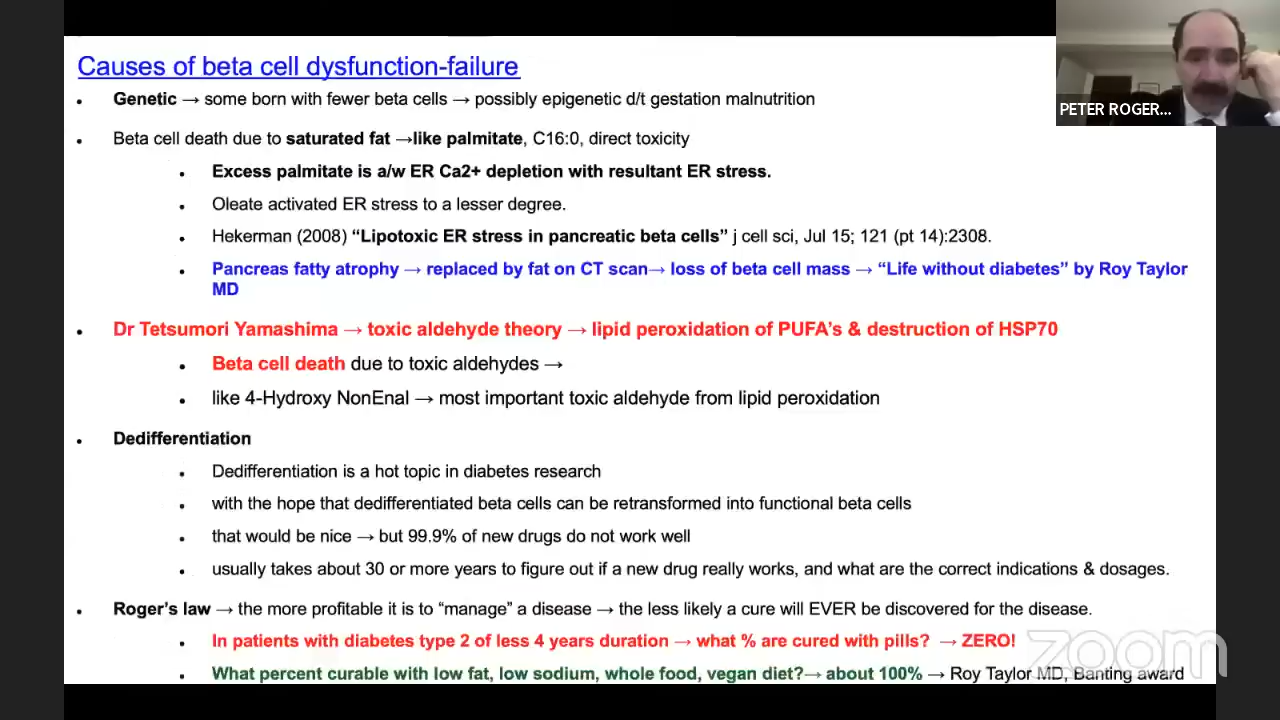 Causes of beta cell dysfunction-failure
PETER ROGER...
• Genetic → some born with fewer beta cells → possibly epigenetic d/t gestation malnutrition
• Beta cell death due to saturated fat →like palmitate, C16:0, direct toxicity
• Excess palmitate is a/w ER Ca2+ depletion with resultant ER stress.
• Oleate activated ER stress to a lesser degree.
• Hekerman (2008) “Lipotoxic ER stress in pancreatic beta cells” j cell sci, Jul 15; 121 (pt 14):2308.
• Pancreas fatty atrophy → replaced by fat on CT scan→ loss of beta cell mass → “Life without diabetes” by Roy Taylor
MD
• Dr Tetsumori Yamashima → toxic aldehyde theory → lipid peroxidation of PUFA’s & destruction of HSP70
• Beta cell death due to toxic aldehydes →
• like 4-Hydroxy NonEnal → most important toxic aldehyde from lipid peroxidation
• Dedifferentiation
• Dedifferentiation is a hot topic in diabetes research
• with the hope that dedifferentiated beta cells can be retransformed into functional beta cells
• that would be nice → but 99.9% of new drugs do not work well
• usually takes about 30 or more years to figure out if a new drug really works, and what are the correct indications & dosages.
• Roger’s law → the more profitable it is to “manage” a disease → the less likely a cure will EVER be discovered for the disease.
• In patients with diabetes type 2 of less 4 years duration → what % are cured with pills? → ZERO!
• What percent curable with low fat, low sodium, whole food, vegan diet?→ about 100% → Roy Taylor MD, Banting award
zoom